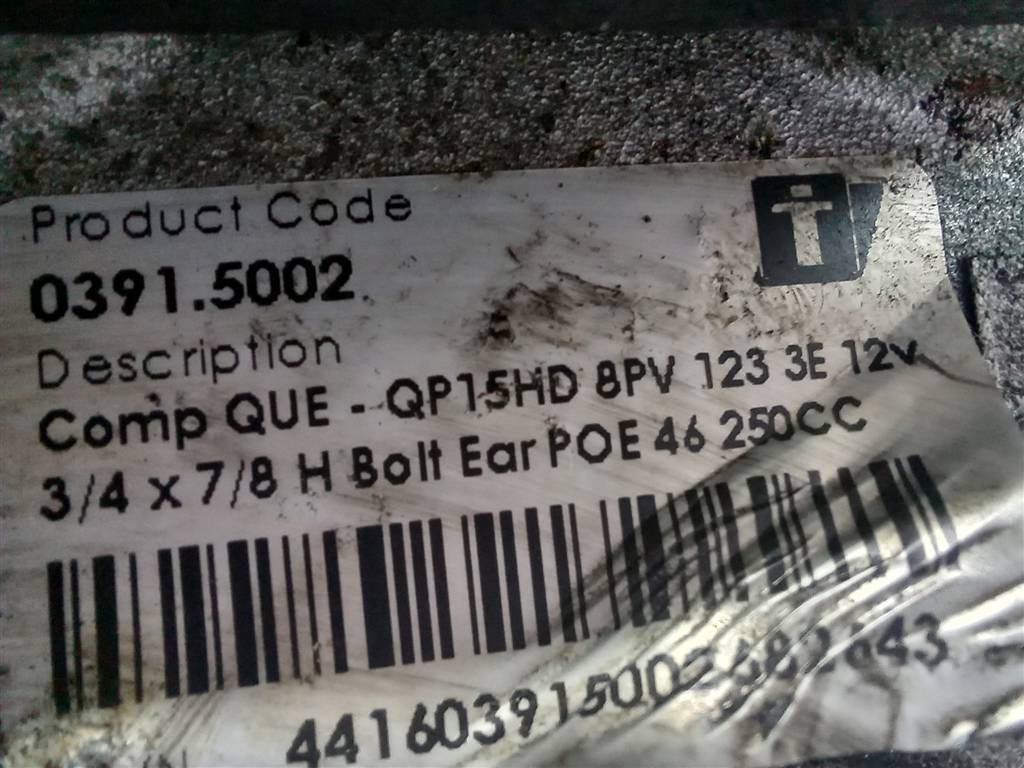 Product Code
0391.5002
Description
Comp QUE - QP15HD 8PV 123 3E 12v
3/4 x 7/8 H Bolt Ear POE 46 250CC
441603915002682643